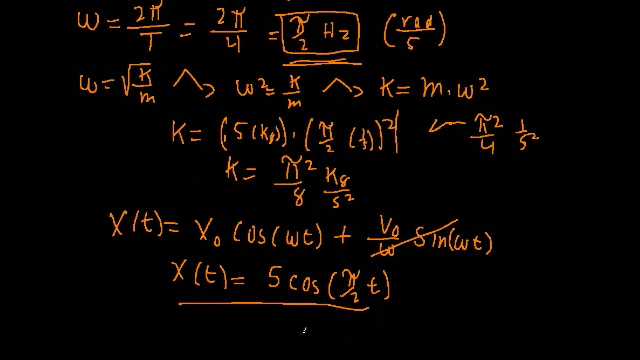 ω = 2π/T = 2π/4 = π/2 Hz (rad/s)
ω = √(K/m) ⟹ ω² = K/m ⟹ K = m·ω²
K = (5 (Kg))·(π/2 (1/s))² ← π²/4 1/s²
K = π²/8 Kg/s²
X(t) = X₀ Cos(ωt) + V₀/ω Sin(ωt)
X(t) = 5 cos(π/2 t)